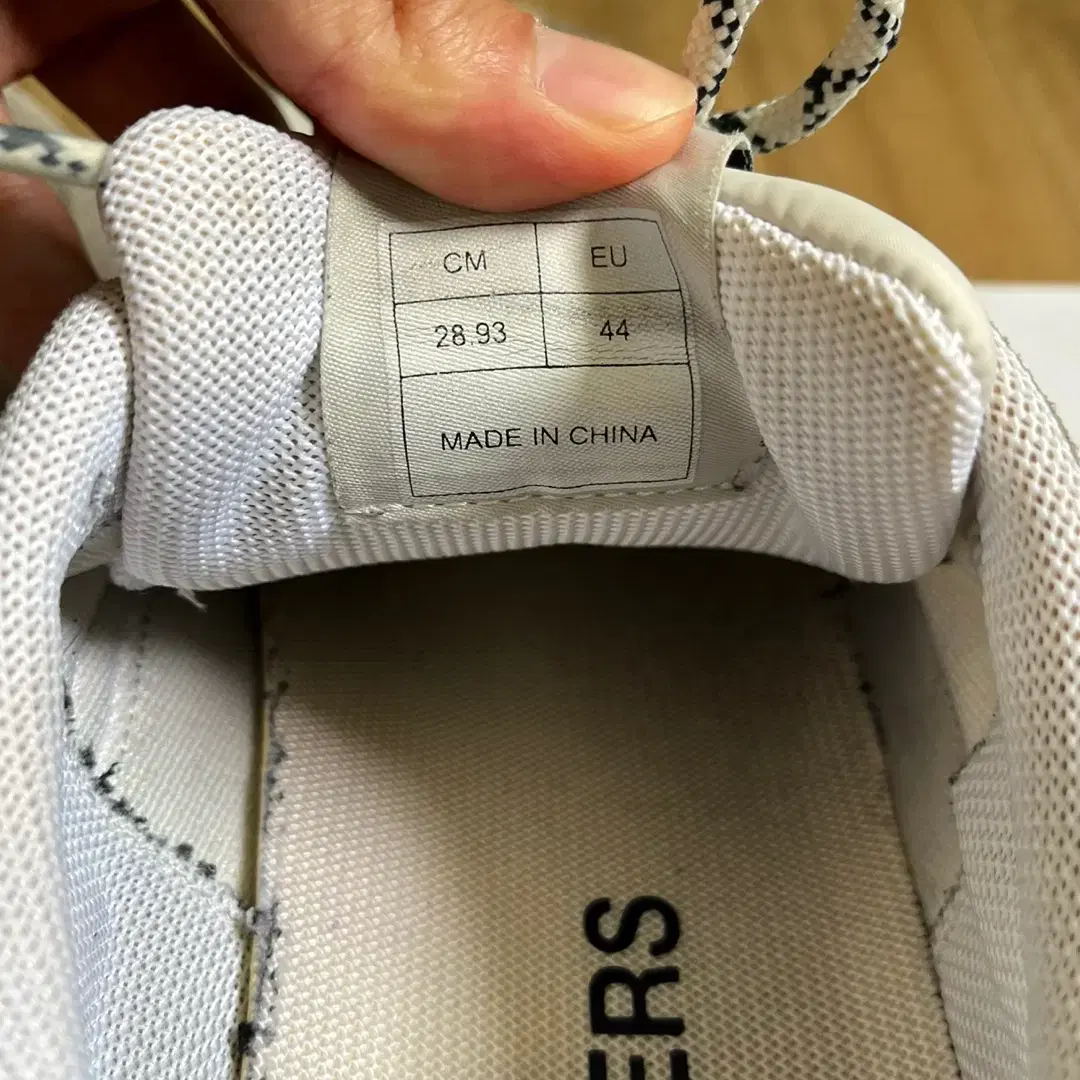 CM EU
28.93 44
MADE IN CHINA
ERS